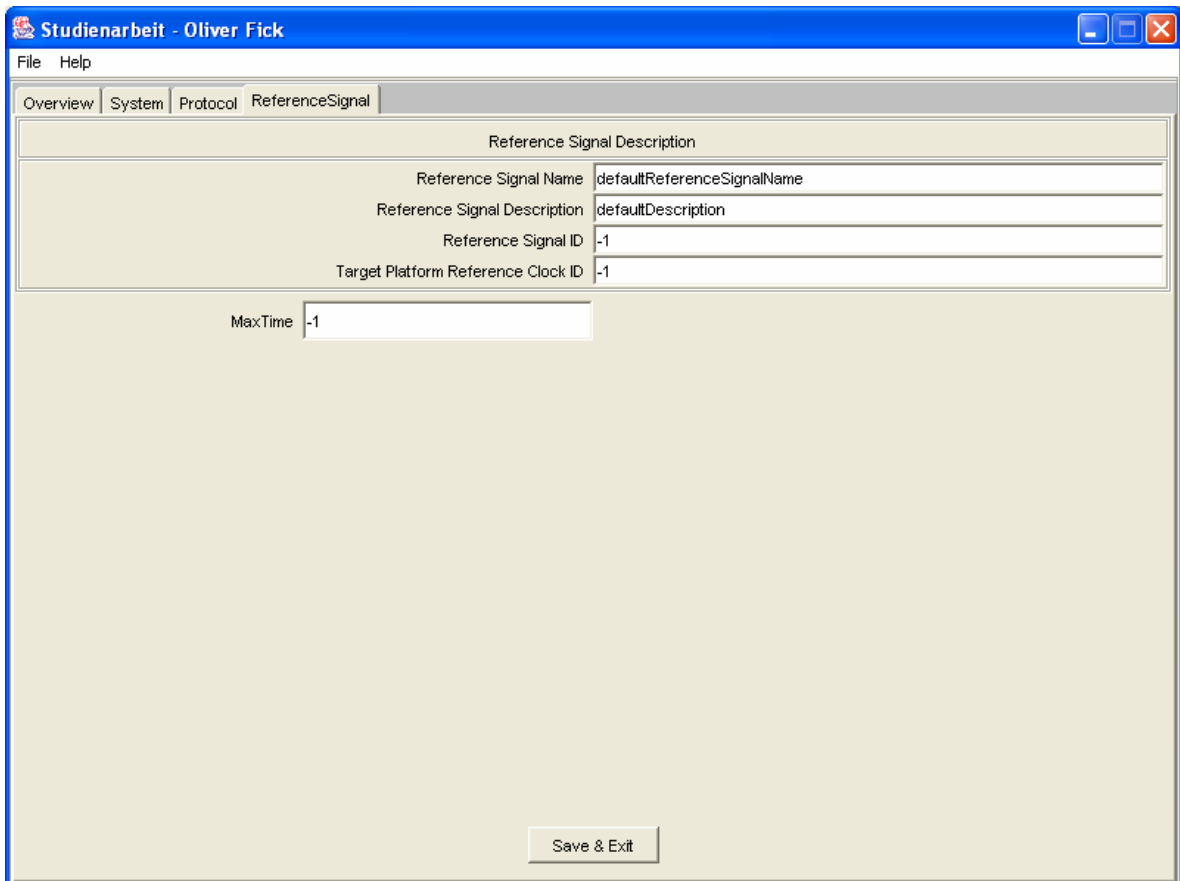 Studienarbeit - Oliver Fick
File Help
Overview System Protocol ReferenceSignal
Reference Signal Description
Reference Signal Name defaultReferenceSignalName
Reference Signal Description defaultDescription
Reference Signal ID -1
Target Platform Reference Clock ID -1
MaxTime -1
Save & Exit